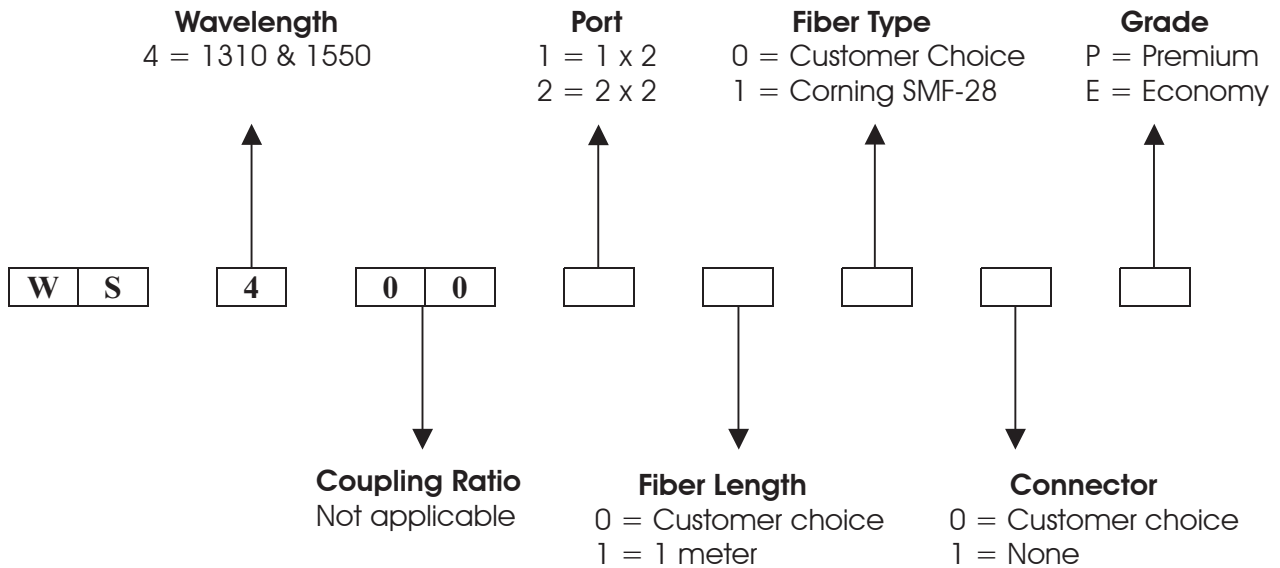 Wavelength
4 = 1310 & 1550
Port
1 = 1 x 2
2 = 2 x 2
Fiber Type
0 = Customer Choice
1 = Corning SMF-28
Grade
P = Premium
E = Economy
W S 4 0 0
Coupling Ratio
Not applicable
Fiber Length
0 = Customer choice
1 = 1 meter
Connector
0 = Customer choice
1 = None